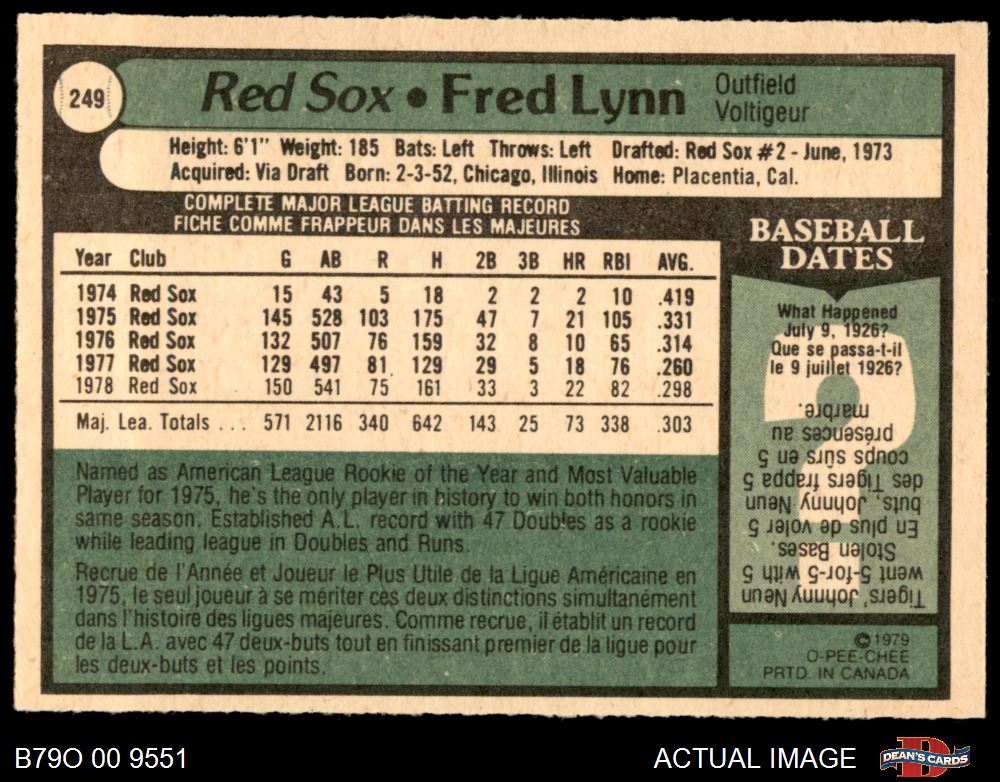 249
Red Sox • Fred Lynn
Outfield
Voltigeur
Height: 6'1" Weight: 185 Bats: Left Throws: Left Drafted: Red Sox #2 - June, 1973
Acquired: Via Draft Born: 2-3-52, Chicago, Illinois Home: Placentia, Cal.
COMPLETE MAJOR LEAGUE BATTING RECORD
FICHE COMME FRAPPEUR DANS LES MAJEURES
Year Club G AB R H 2B 3B HR RBI AVG.
1974 Red Sox 15 43 5 18 2 2 2 10 .419
1975 Red Sox 145 528 103 175 47 7 21 105 .331
1976 Red Sox 132 507 76 159 32 8 10 65 .314
1977 Red Sox 129 497 81 129 29 5 18 76 .260
1978 Red Sox 150 541 75 161 33 3 22 82 .298
Maj. Lea. Totals ... 571 2116 340 642 143 25 73 338 .303
Named as American League Rookie of the Year and Most Valuable
Player for 1975, he's the only player in history to win both honors in
same season. Established A.L. record with 47 Doubles as a rookie
while leading league in Doubles and Runs.
Recrue de l'Année et Joueur le Plus Utile de la Ligue Américaine en
1975, le seul joueur à se mériter ces deux distinctions simultanément
dans l'histoire des ligues majeures. Comme recrue, il établit un record
de la L.A. avec 47 deux-buts tout en finissant premier de la ligue pour
les deux-buts et les points.
BASEBALL
DATES
What Happened
July 9, 1926?
Que se passa-t-il
le 9 juillet 1926?
Tigers' Johnny Neun
went 5-for-5 with 5
Stolen Bases.
En plus de voler 5
buts, Johnny Neun
des Tigers frappa 5
coups sûrs en 5
présences au
marbre.
2
©1979
O-PEE-CHEE
PRTD. IN CANADA
B79O 00 9551
ACTUAL IMAGE
D
DEAN'S CARDS